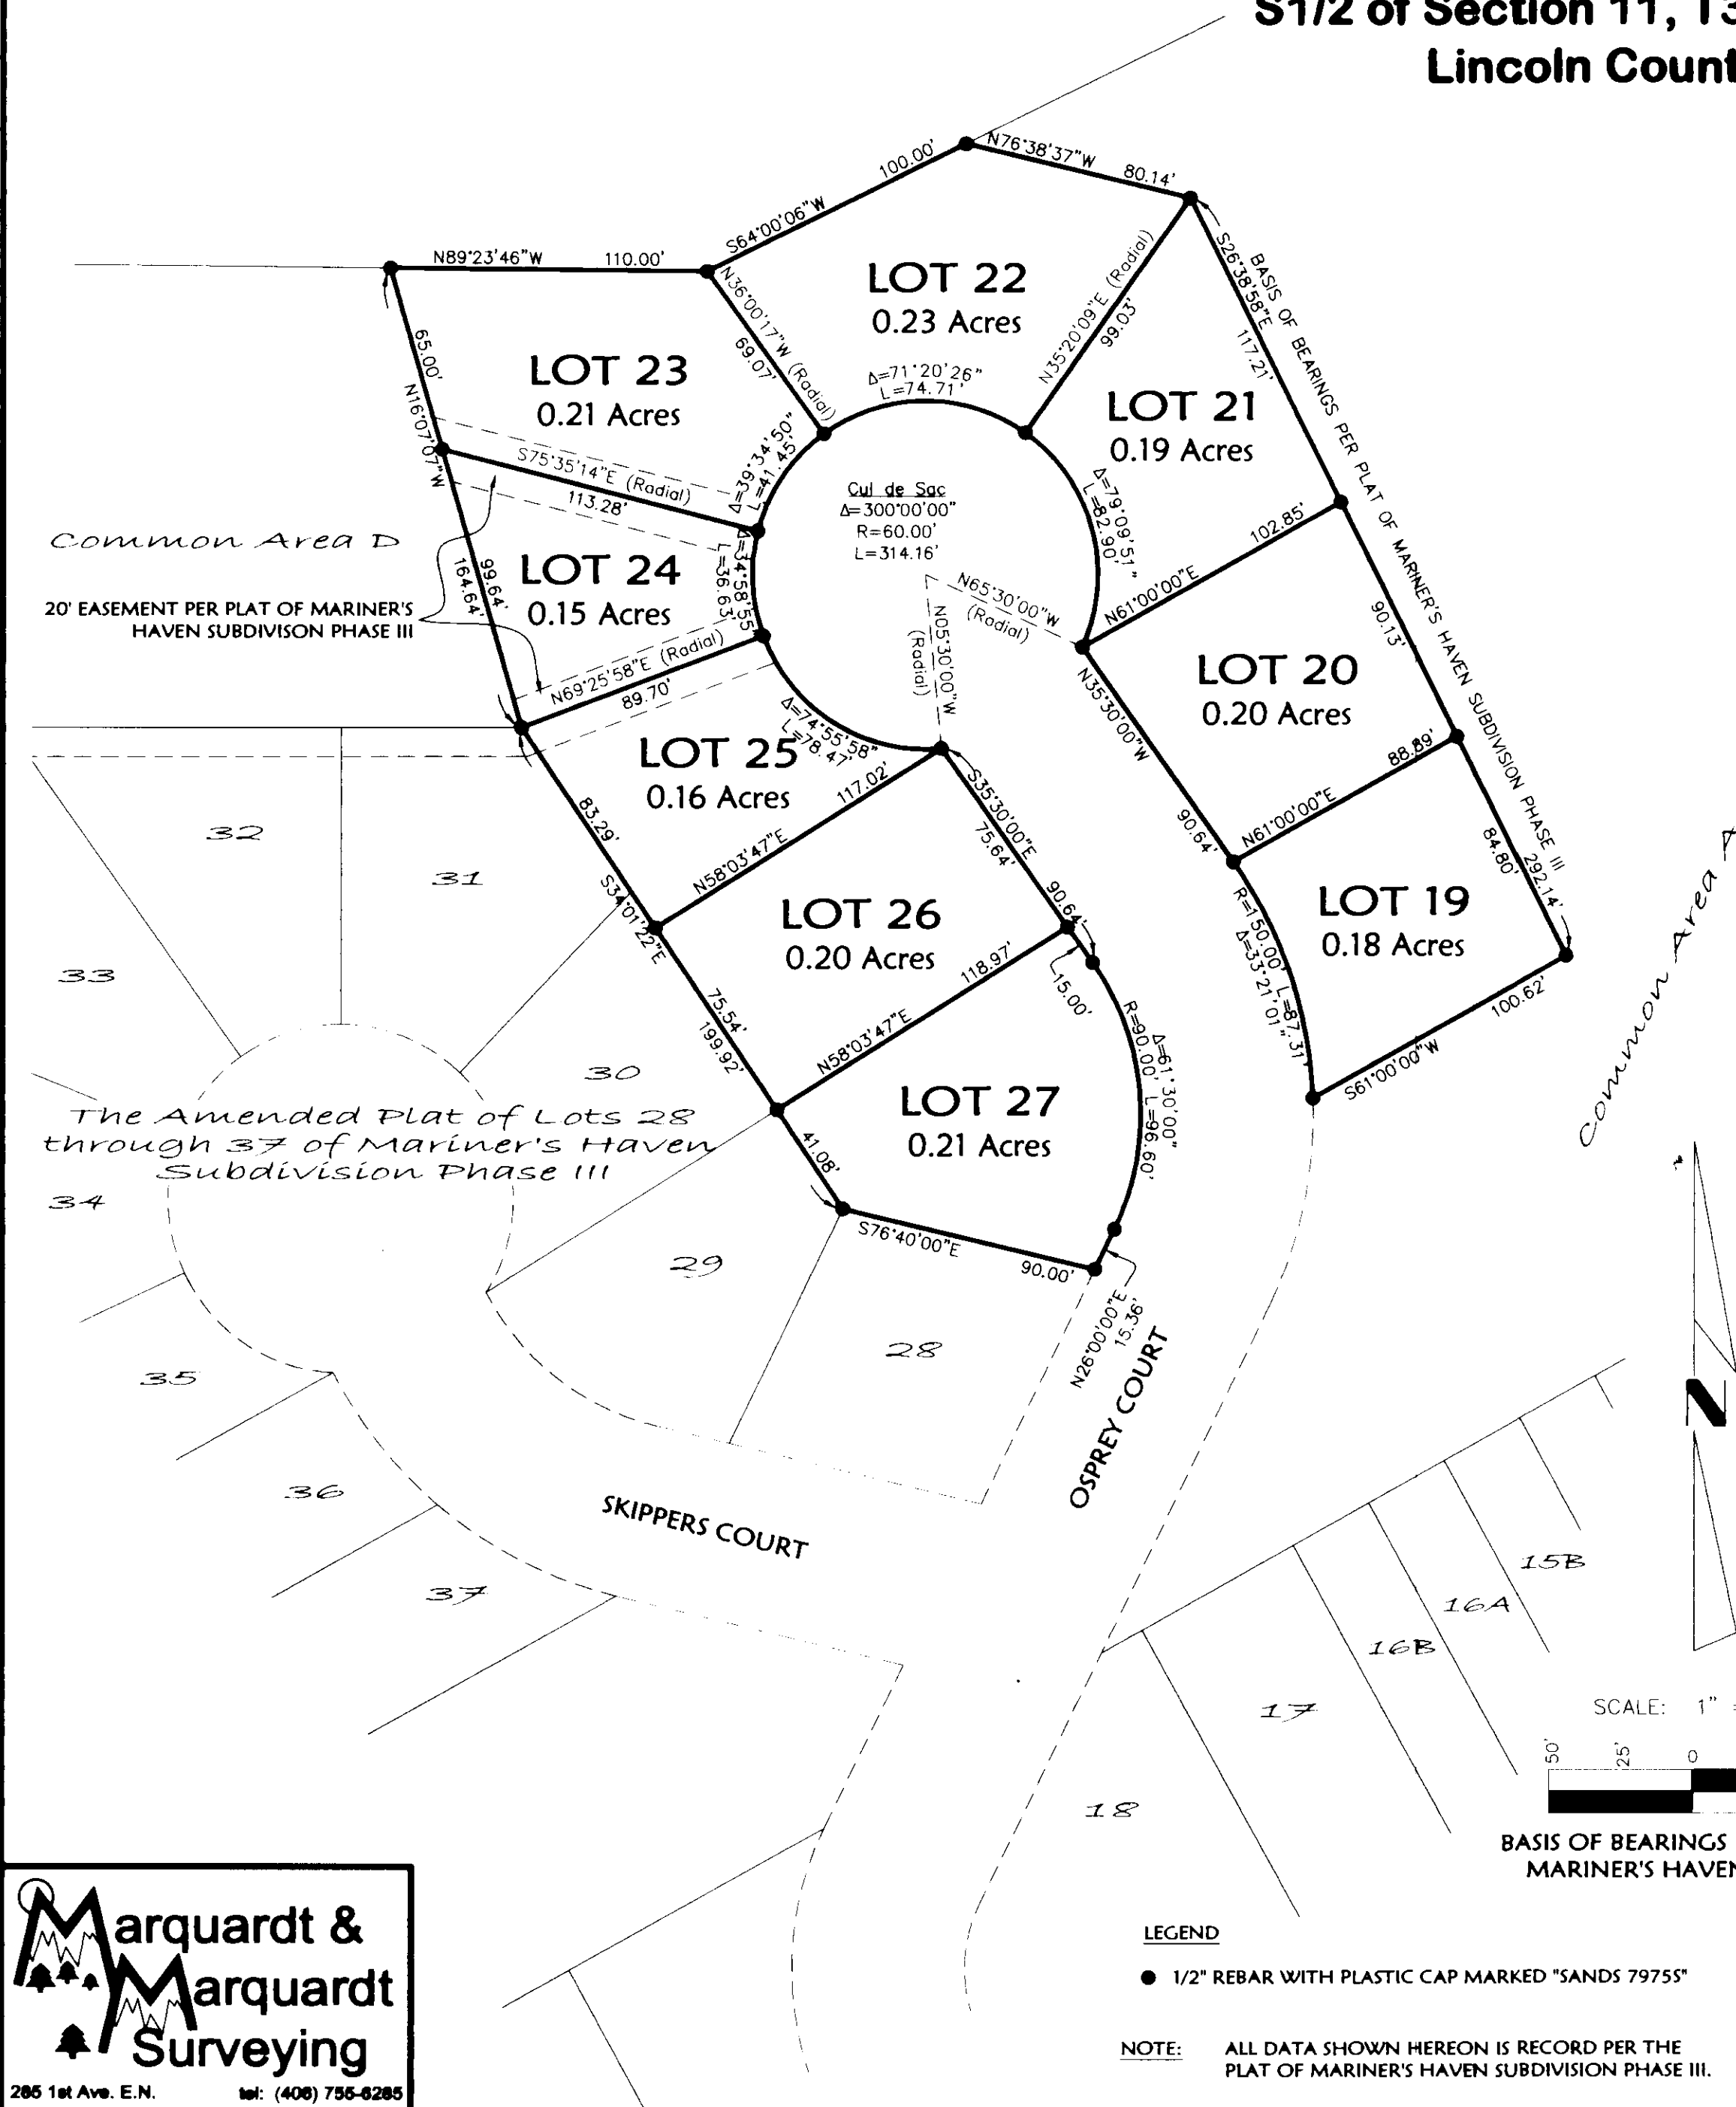 S1/2 of Section 11,
Lincoln
N76°38'37"W 80.14'
S64°00'06"W 100.00'
N89°23'46"W 110.00'
LOT 22
0.23 Acres
N36°00'17"W (Radial)
69.07'
Δ=71°20'26"
L=74.71'
N35°20'09"E (Radial)
99.03'
S26°38'58"E
117.21'
BASIS OF BEARINGS PER PLAT OF MARINER'S HAVEN SUBDIVISION PHASE III
LOT 23
0.21 Acres
65.00'
N16°07'07"W
S75°35'14"E (Radial)
113.28'
Δ=39°34'50"
L=41.45'
LOT 21
0.19 Acres
Δ=79°09'51"
L=82.90'
Cul de Sac
Δ=300°00'00"
R=60.00'
L=314.16'
102.85'
N61°00'00"E
Common Area D
20' EASEMENT PER PLAT OF MARINER'S
HAVEN SUBDIVISON PHASE III
LOT 24
0.15 Acres
99.64'
164.64'
Δ=34°58'55"
L=36.63'
N65°30'00"W
(Radial)
N05°30'00"W
(Radial)
N69°25'58"E (Radial)
89.70'
90.13'
LOT 20
0.20 Acres
N35°30'00"W
90.64'
88.89'
N61°00'00"E
Δ=74°55'58"
L=78.47'
LOT 25
0.16 Acres
83.29'
117.02'
N58°03'47"E
S35°30'00"E
75.64'
90.64'
84.80'
292.14'
LOT 19
0.18 Acres
R=150.00' L=87.31'
Δ=33°21'01"
100.62'
S61°00'00"W
Common Area
32
31
33
30
S34°01'22"E
LOT 26
0.20 Acres
75.54'
199.92'
118.97'
N58°03'47"E
15.00'
Δ=61°30'00"
R=90.00' L=96.60'
LOT 27
0.21 Acres
41.08'
S76°40'00"E 90.00'
N26°00'00"E
15.36'
The Amended Plat of Lots 28
through 37 of Mariner's Haven
Subdivision Phase III
34
29
28
35
36
37
SKIPPERS COURT
OSPREY COURT
15B
16A
16B
17
18
N
SCALE: 1"
50' 25' 0
BASIS OF BEARINGS
MARINER'S
LEGEND
● 1/2" REBAR WITH PLASTIC CAP MARKED "SANDS 7975S"
NOTE: ALL DATA SHOWN HEREON IS RECORD PER THE
PLAT OF MARINER'S HAVEN SUBDIVISION PHASE III.
Marquardt &
Marquardt
Surveying
285 1st Ave. E.N. tel: (406) 755-6285